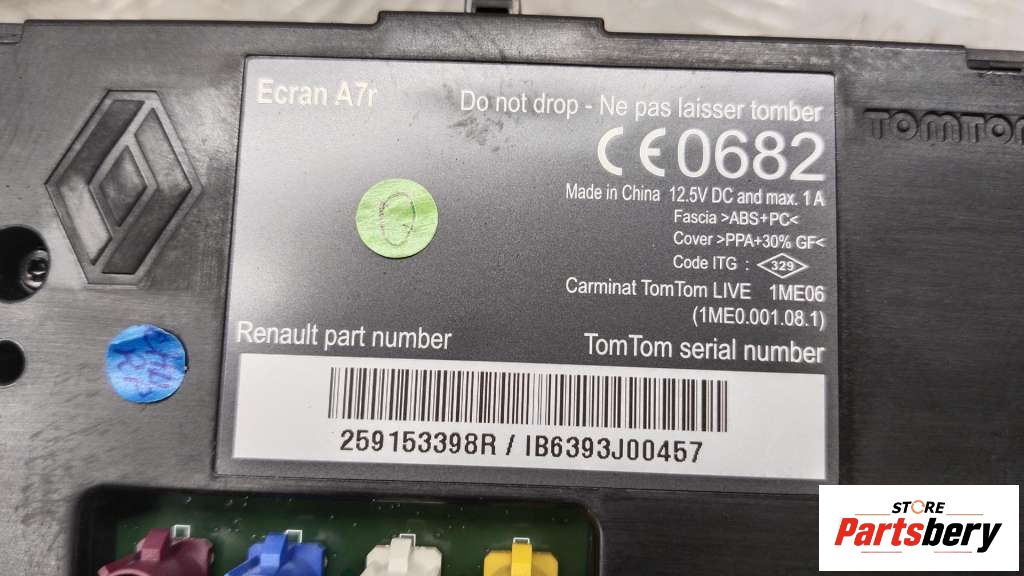 Ecran A7r
Do not drop - Ne pas laisser tomber
CE0682
Made in China 12.5V DC and max. 1 A
Fascia >ABS+PC<
Cover >PPA+30% GF<
Code ITG : 329
Carminat TomTom LIVE 1ME06
(1ME0.001.08.1)
Renault part number
TomTom serial number
259153398R / IB6393J00457
TOMTOM
STORE
Partsbery